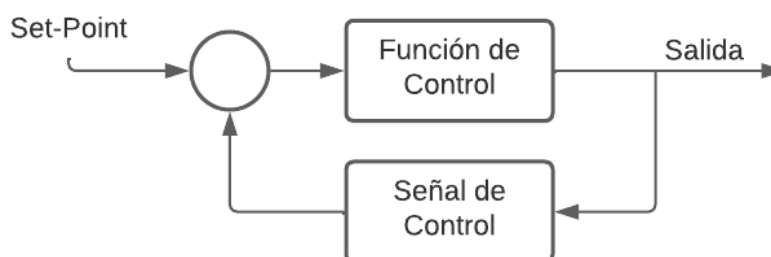 Set-Point
Función de
Control
Salida
Señal de
Control